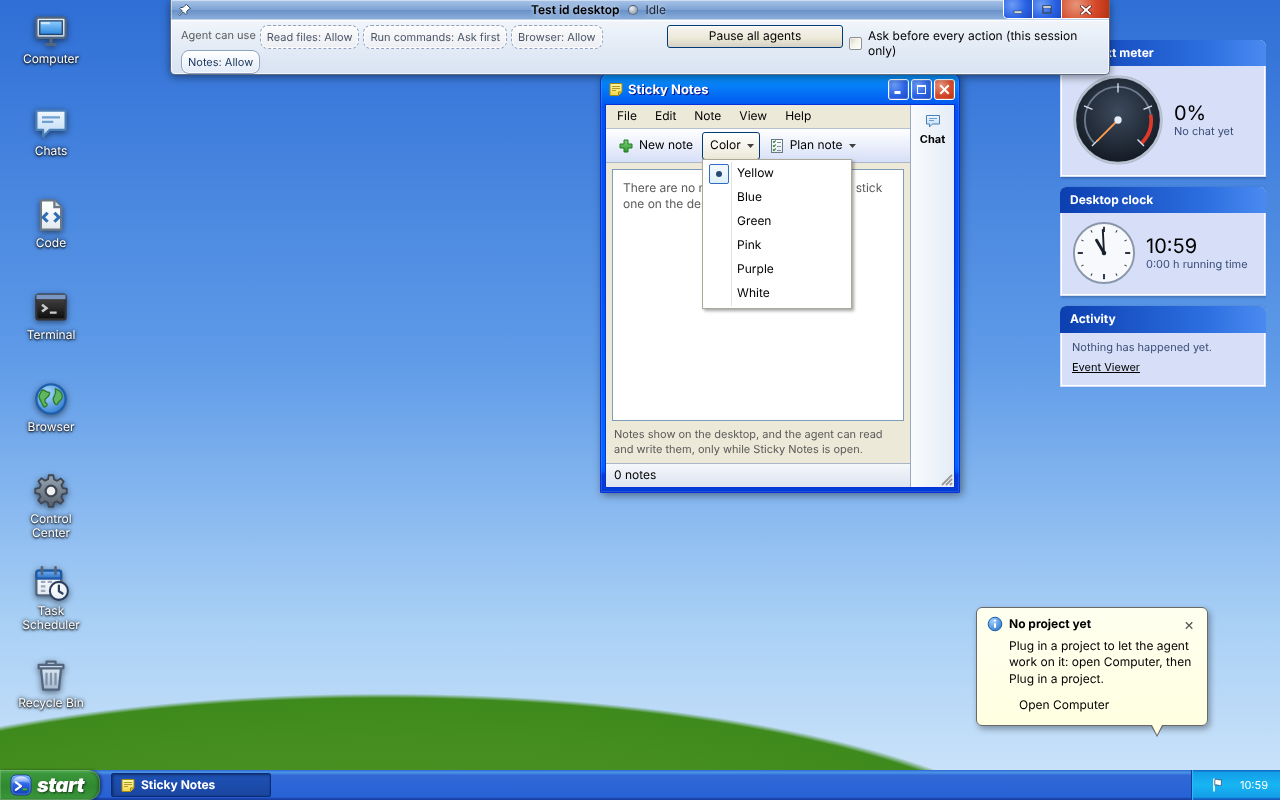 Test id desktop
Idle
Agent can use
Read files: Allow
Run commands: Ask first
Browser: Allow
Notes: Allow
Pause all agents
Ask before every action (this session
only)
Computer
Chats
Code
Terminal
Browser
Control
Center
Task
Scheduler
Recycle Bin
Sticky Notes
File
Edit
Note
View
Help
New note
Color
Plan note
Yellow
Blue
Green
Pink
Purple
White
There are no
stick
one on the
Notes show on the desktop, and the agent can read
and write them, only while Sticky Notes is open.
0 notes
Chat
meter
0%
No chat yet
Desktop clock
10:59
0:00 h running time
Activity
Nothing has happened yet.
Event Viewer
No project yet
Plug in a project to let the agent
work on it: open Computer, then
Plug in a project.
Open Computer
start
Sticky Notes
10:59